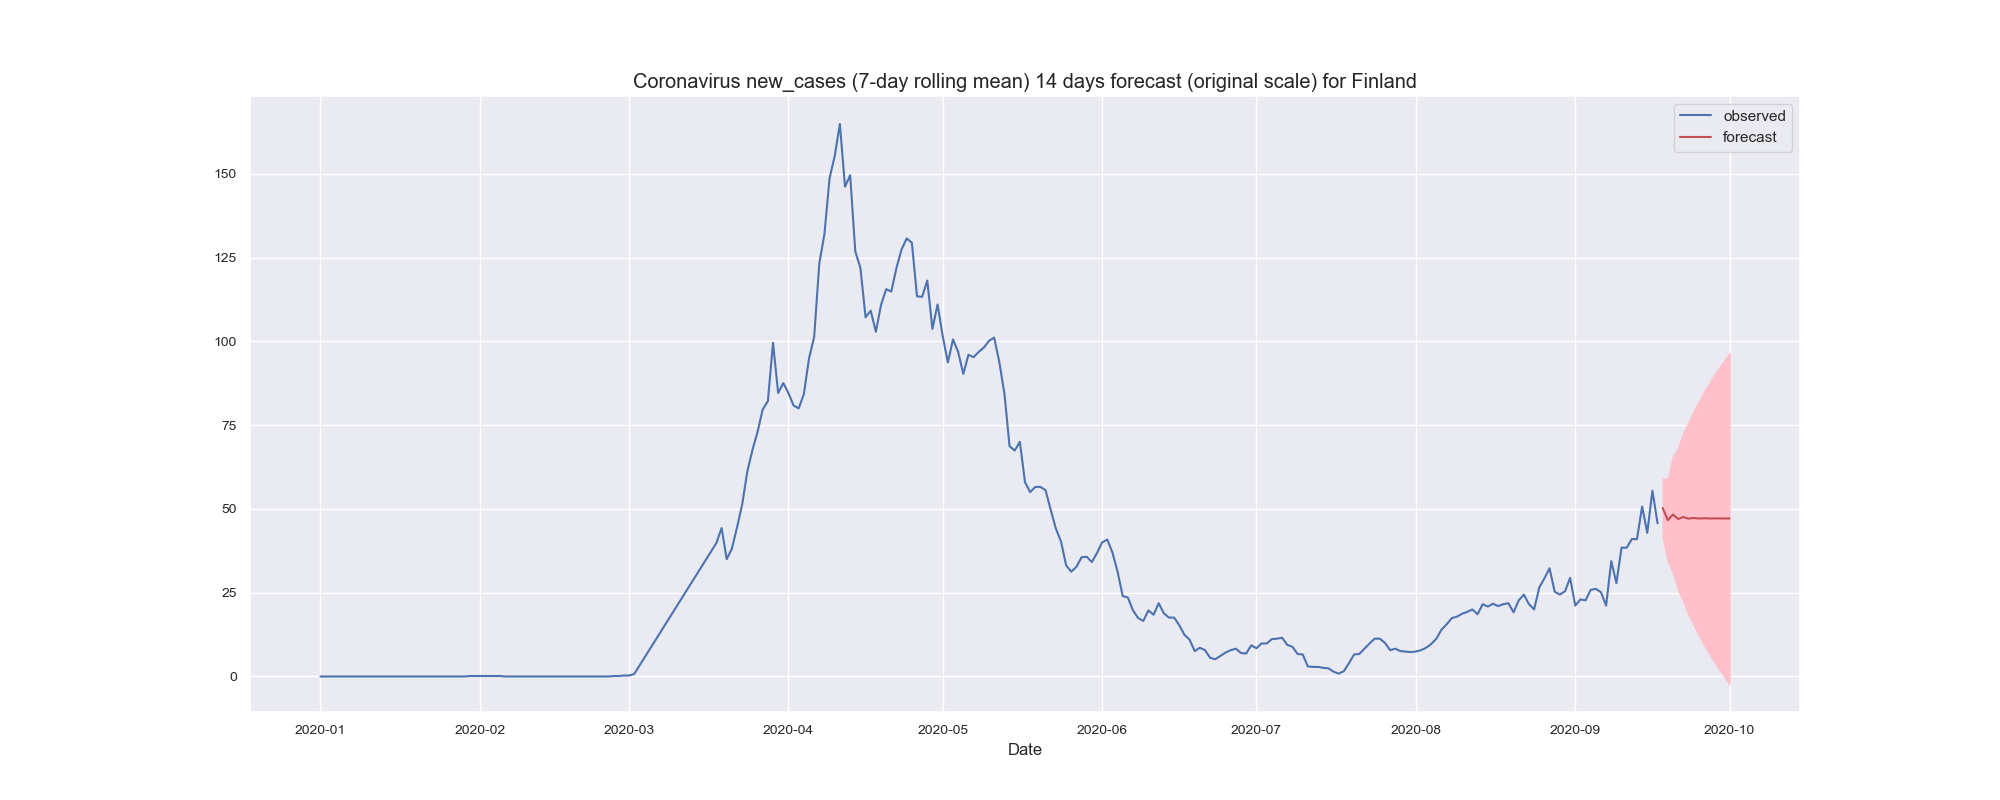 Coronavirus new_cases (7-day rolling mean) 14 days forecast (original scale) for Finland
observed
forecast
150
125
100
75
50
25
0
2020-01 2020-02 2020-03 2020-04 2020-05 2020-06 2020-07 2020-08 2020-09 2020-10
Date